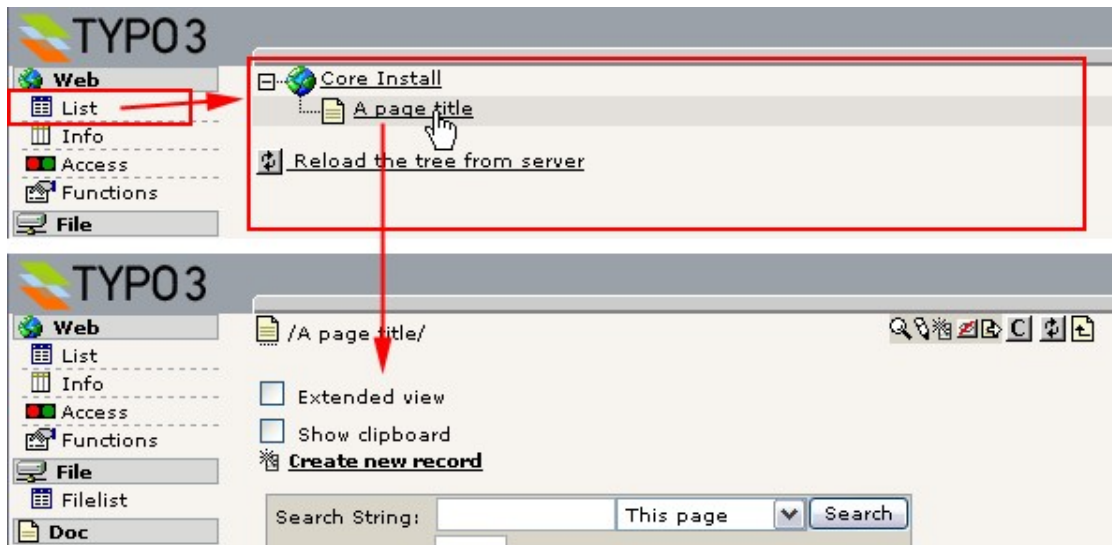 TYPO3
Web
Core Install
List
A page title
Info
Access
Reload the tree from server
Functions
File
TYPO3
Web
/A page title/
C
List
Info
Extended view
Access
Show clipboard
Functions
Create new record
File
Filelist
Search String: This page Search
Doc